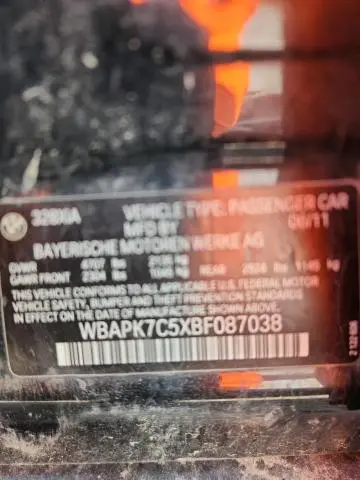 328XiA VEHICLE TYPE: PASSENGER CAR
MFD BY 06/11
BAYERISCHE MOTOREN WERKE AG
GVWR lbs kg
GAWR FRONT lbs kg REAR lbs 1145 kg
THIS VEHICLE CONFORMS TO ALL APPLICABLE FEDERAL MOTOR
VEHICLE SAFETY, BUMPER, AND THEFT PREVENTION STANDARDS
IN EFFECT ON THE DATE OF MANUFACTURE SHOWN ABOVE.
WBAPK7C5XBF087038